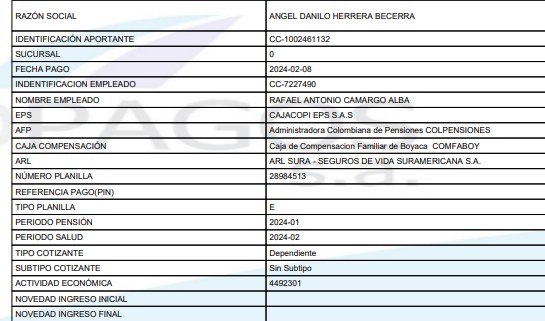 RAZÓN SOCIAL ANGEL DANILO HERRERA BECERRA
IDENTIFICACIÓN APORTANTE CC-1002461132
SUCURSAL 0
FECHA PAGO 2024-02-08
INDENTIFICACION EMPLEADO CC-7227490
NOMBRE EMPLEADO RAFAEL ANTONIO CAMARGO ALBA
EPS CAJACOPI EPS S.A.S
AFP Administradora Colombiana de Pensiones COLPENSIONES
CAJA COMPENSACIÓN Caja de Compensacion Familiar de Boyaca COMFABOY
ARL ARL SURA - SEGUROS DE VIDA SURAMERICANA S.A.
NÚMERO PLANILLA 28984513
REFERENCIA PAGO(PIN)
TIPO PLANILLA E
PERIODO PENSIÓN 2024-01
PERIODO SALUD 2024-02
TIPO COTIZANTE Dependiente
SUBTIPO COTIZANTE Sin Subtipo
ACTIVIDAD ECONÓMICA 4492301
NOVEDAD INGRESO INICIAL
NOVEDAD INGRESO FINAL
OPAGOS
s.a.